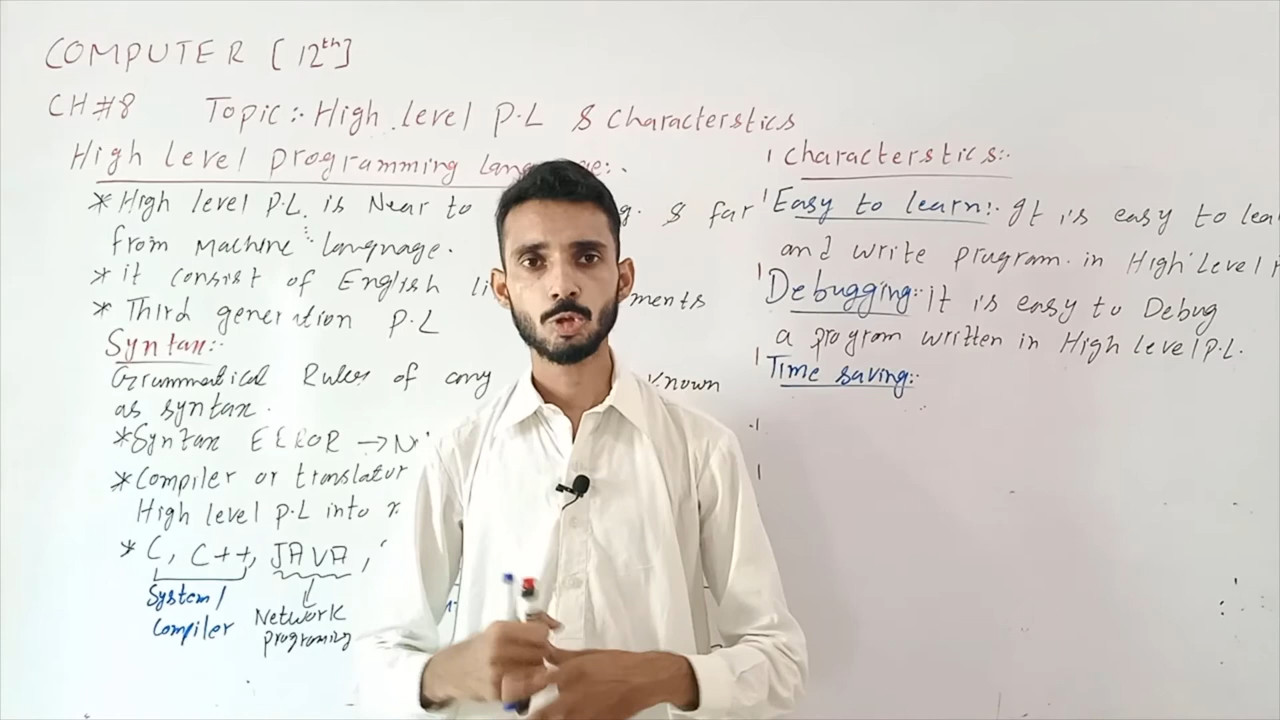 COMPUTER [12th]
CH#8 Topic:- High level P.L & Characterstics
High Level programming
* High level P.L. is Near to & far
from Machine language.
* it consist of English
* Third generation P.L
Syntax:-
Grammatical Rules of any known
as syntax.
* Syntax ERROR →
* Compiler or translator
High level P.L into
* C, C++, JAVA,
System/
Compiler
Network
programing
Characterstics:-
Easy to learn:- It is easy to
and write program in High Level
Debugging:- it is easy to Debug
a program written in High level P.L.
Time saving:-